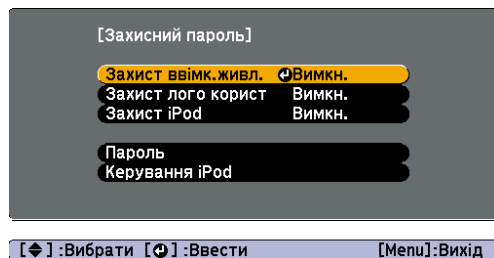 [Захисний пароль]
Захист ввімк.живл. Вимкн.
Захист лого корист Вимкн.
Захист iPod Вимкн.
Пароль
Керування iPod
[ ] :Вибрати [ ] :Ввести [Menu]:Вихід